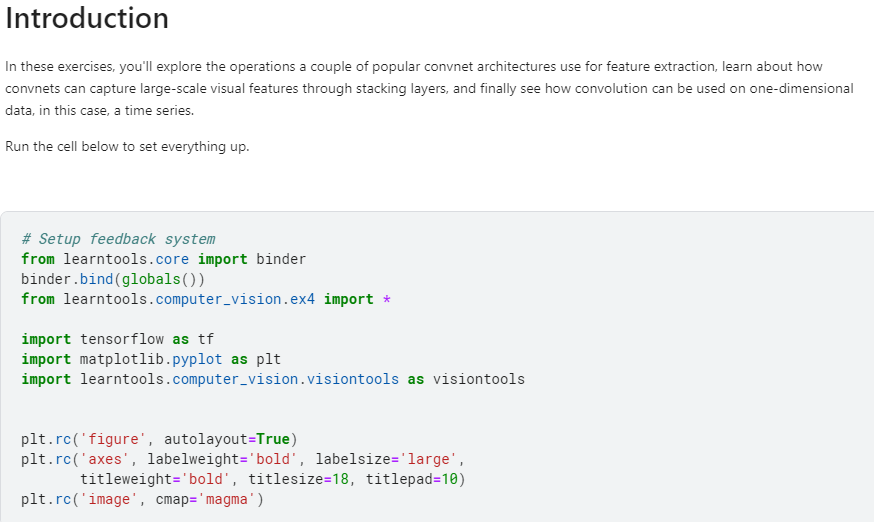 Introduction
In these exercises, you'll explore the operations a couple of popular convnet architectures use for feature extraction, learn about how
convnets can capture large-scale visual features through stacking layers, and finally see how convolution can be used on one-dimensional
data, in this case, a time series.
Run the cell below to set everything up.
# Setup feedback system
from learntools.core import binder
binder.bind(globals())
from learntools.computer_vision.ex4 import *
import tensorflow as tf
import matplotlib.pyplot as plt
import learntools.computer_vision.visiontools as visiontools
plt.rc('figure', autolayout=True)
plt.rc('axes', labelweight='bold', labelsize='large',
       titleweight='bold', titlesize=18, titlepad=10)
plt.rc('image', cmap='magma')